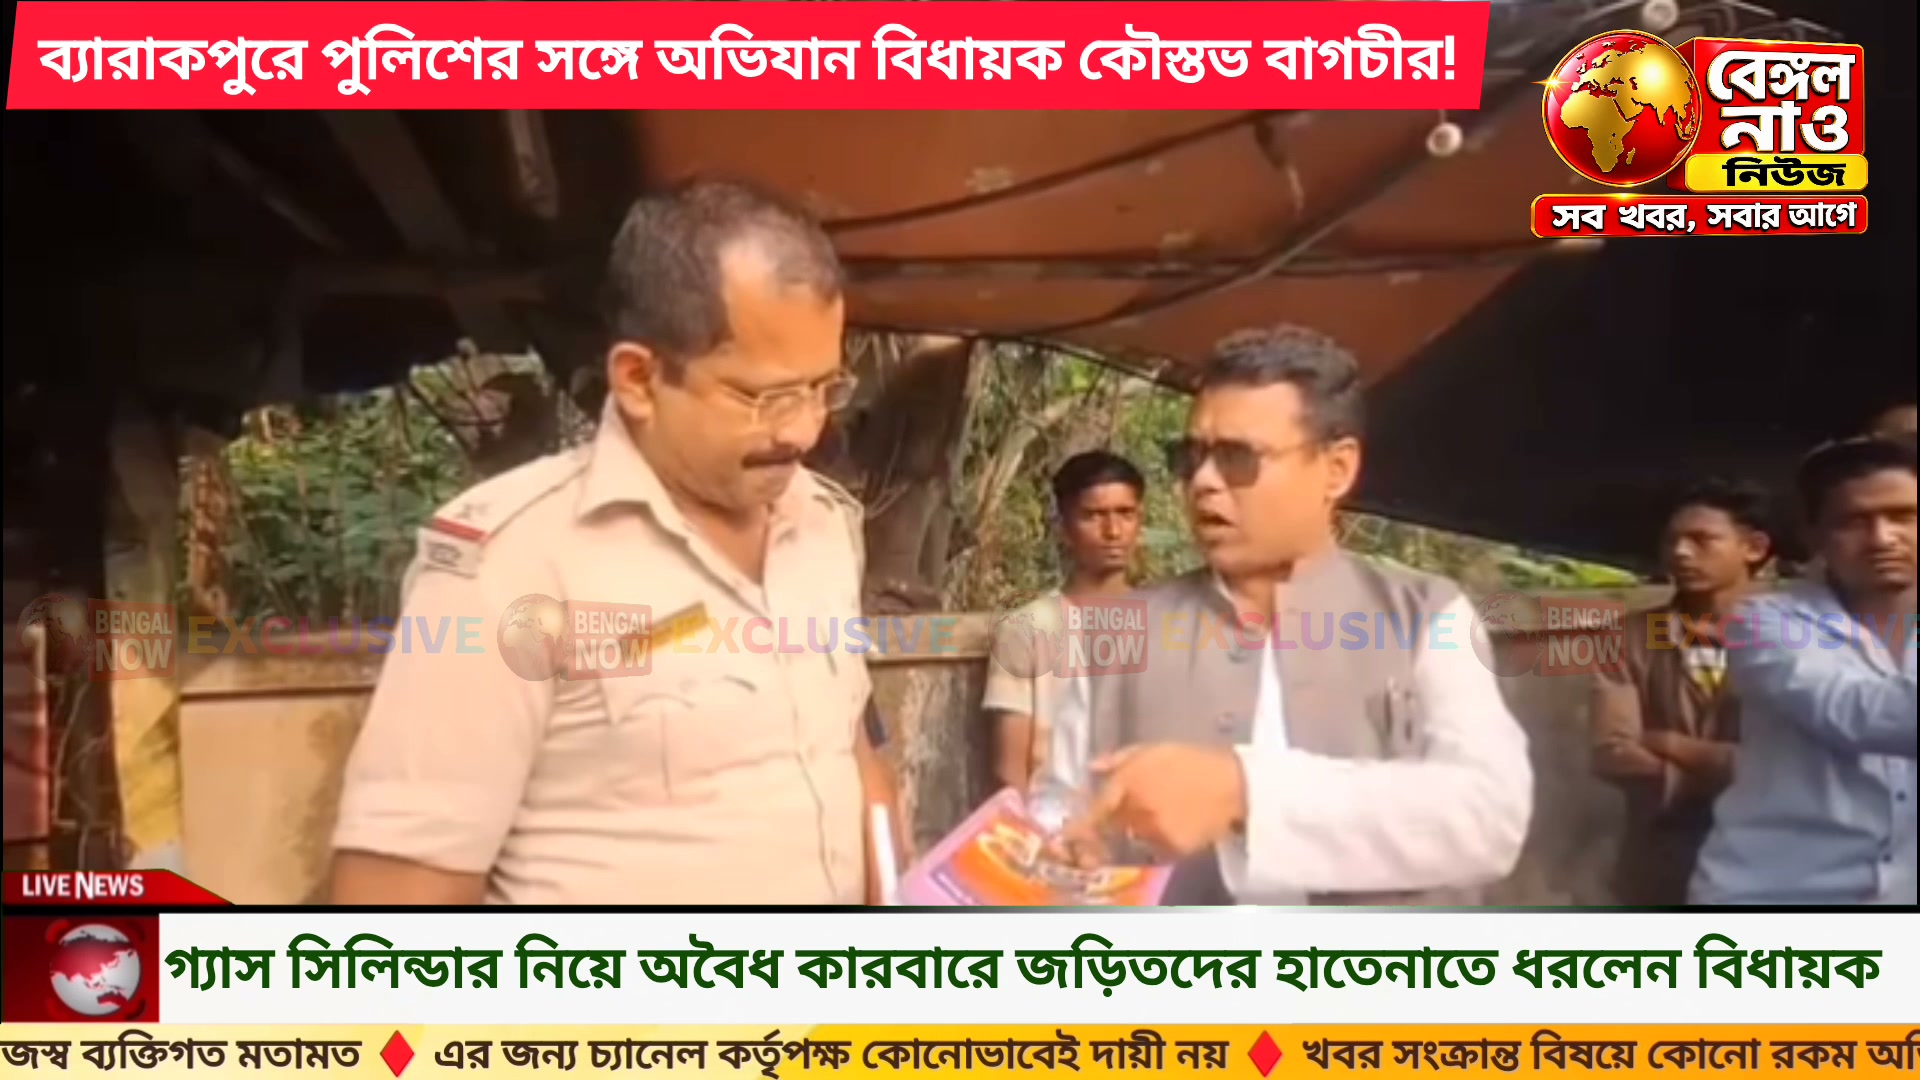 ব্যারাকপুরে পুলিশের সঙ্গে অভিযান বিধায়ক কৌস্তভ বাগচীর!
বেঙ্গল
নাও
নিউজ
সব খবর, সবার আগে
BENGAL NOW EXCLUSIVE BENGAL NOW EXCLUSIVE BENGAL NOW EXCLUSIVE BENGAL NOW EXCLUSIVE
LIVE NEWS
গ্যাস সিলিন্ডার নিয়ে অবৈধ কারবারে জড়িতদের হাতেনাতে ধরলেন বিধায়ক
জস্ব ব্যক্তিগত মতামত ♦ এর জন্য চ্যানেল কর্তৃপক্ষ কোনোভাবেই দায়ী নয় ♦ খবর সংক্রান্ত বিষয়ে কোনো রকম